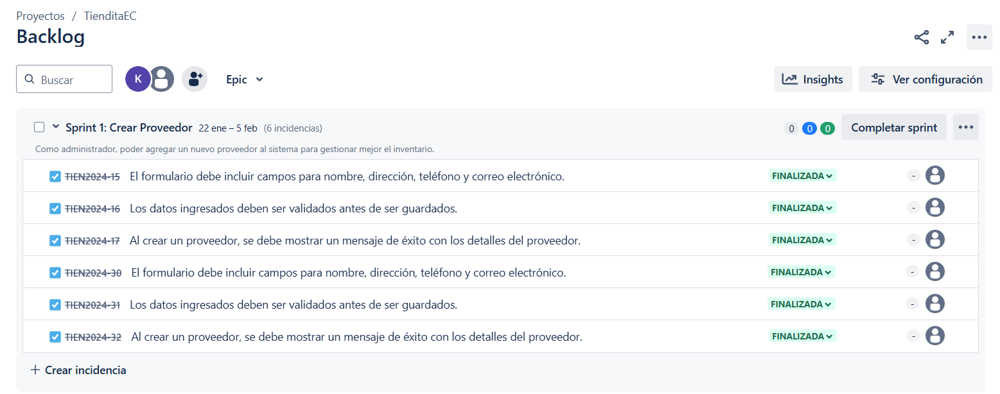 Proyectos / TienditaEC
Backlog
Buscar K Epic Insights Ver configuración
Sprint 1: Crear Proveedor 22 ene – 5 feb (6 incidencias) 0 0 0 Completar sprint
Como administrador, poder agregar un nuevo proveedor al sistema para gestionar mejor el inventario.
TIEN2024-15 El formulario debe incluir campos para nombre, dirección, teléfono y correo electrónico. FINALIZADA -
TIEN2024-16 Los datos ingresados deben ser validados antes de ser guardados. FINALIZADA -
TIEN2024-17 Al crear un proveedor, se debe mostrar un mensaje de éxito con los detalles del proveedor. FINALIZADA -
TIEN2024-30 El formulario debe incluir campos para nombre, dirección, teléfono y correo electrónico. FINALIZADA -
TIEN2024-31 Los datos ingresados deben ser validados antes de ser guardados. FINALIZADA -
TIEN2024-32 Al crear un proveedor, se debe mostrar un mensaje de éxito con los detalles del proveedor. FINALIZADA -
+ Crear incidencia